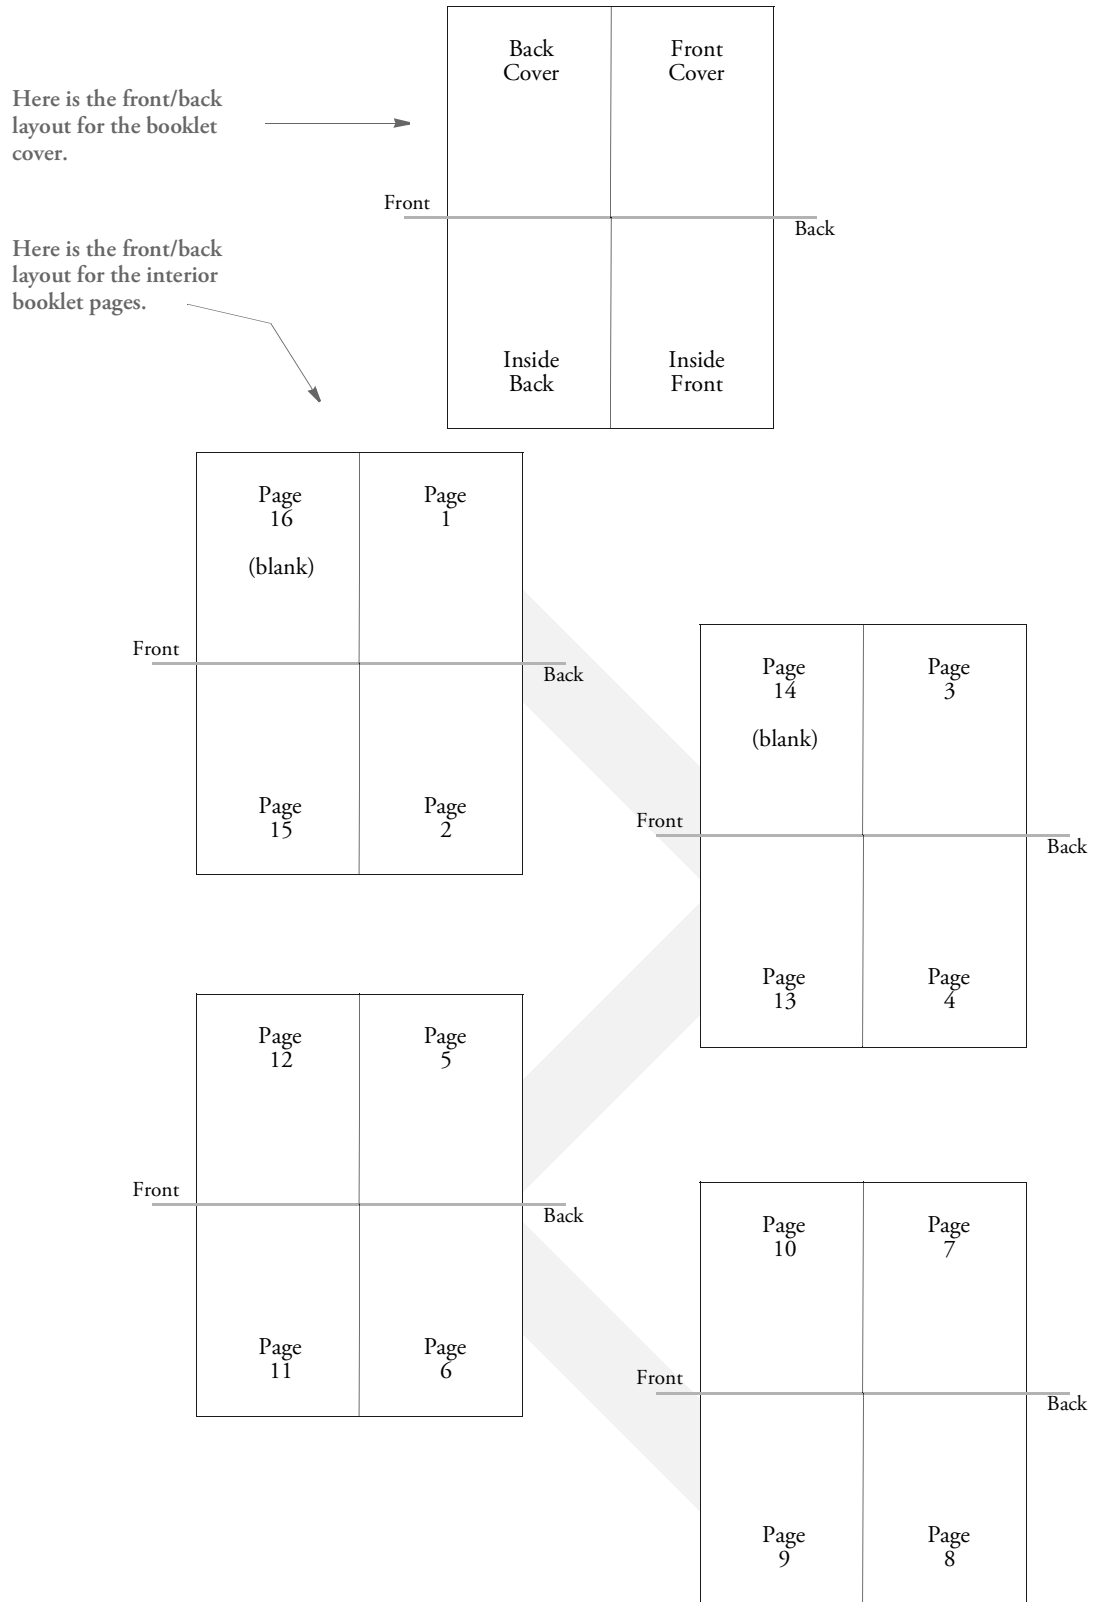 Back
Cover
Front
Cover
Here is the front/back
layout for the booklet
cover.
Front
Back
Here is the front/back
layout for the interior
booklet pages.
Inside
Back
Inside
Front
Page
16
(blank)
Page
1
Front
Back
Page
15
Page
2
Page
14
(blank)
Page
3
Front
Back
Page
13
Page
4
Page
12
Page
5
Front
Back
Page
11
Page
6
Page
10
Page
7
Front
Back
Page
9
Page
8